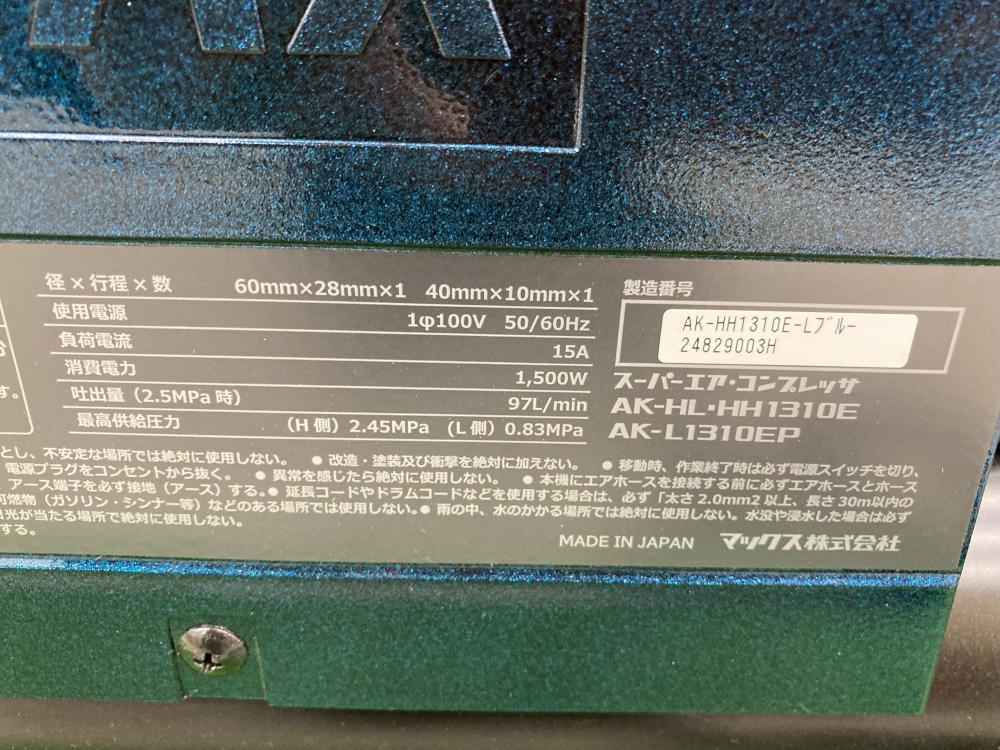 径×行程×数 60mm×28mm×1 40mm×10mm×1
使用電源 1φ100V 50/60Hz
負荷電流 15A
消費電力 1,500W
吐出量（2.5MPa 時） 97L/min
最高供給圧力 （H 側）2.45MPa （L 側）0.83MPa
製造番号
AK-HH1310E-Lブルー
24829003H
スーパーエア・コンプレッサ
AK-HL・HH1310E
AK-L1310EP
す。
とし、不安定な場所では絶対に使用しない。 ● 改造・塗装及び衝撃を絶対に加えない。 ● 移動時、作業終了時は必ず電源スイッチを切り、
電源プラグをコンセントから抜く。 ● 異常を感じたら絶対に使用しない。 ● 本機にエアホースを接続する前に必ずエアホースとホース
アース端子を必ず接地（アース）する。● 延長コードやドラムコードなどを使用する場合は、必ず「太さ 2.0mm2 以上、長さ 30m以内の
可燃物（ガソリン・シンナー等）などのある場所では使用しない。● 雨の中、水のかかる場所では絶対に使用しない。水没や浸水した場合は必ず
日光が当たる場所で絶対に使用しない。
する。
MADE IN JAPAN マックス株式会社